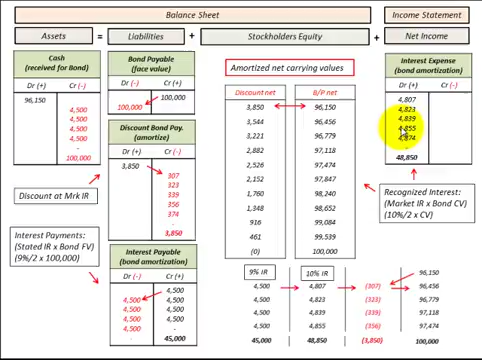 Balance Sheet
Income Statement
Assets = Liabilities + Stockholders Equity + Net Income
Cash
(received for Bond)
Dr (+) Cr (-)
96,150
4,500
4,500
4,500
4,500
-
100,000
Bond Payable
(face value)
Dr (-) Cr (+)
100,000
100,000
Discount Bond Pay.
(amortize)
Dr (+) Cr (-)
3,850
307
323
339
356
374
-
3,850
Interest Payable
(bond amortization)
Dr (-) Cr (+)
4,500
4,500 4,500
4,500 4,500
4,500 4,500
4,500 -
- 45,000
Discount at Mrk IR
Interest Payments:
(Stated IR x Bond FV)
(9%/2 x 100,000)
Amortized net carrying values
Discount net B/P net
3,850 96,150
3,544 96,456
3,221 96,779
2,882 97,118
2,526 97,474
2,152 97,847
1,760 98,240
1,348 98,652
916 99,084
461 99,539
(0) 100,000
Interest Expense
(bond amortization)
Dr (+) Cr (-)
4,807
4,823
4,839
4,855
4,874
-
48,850
Recognized Interest:
(Market IR x Bond CV)
(10%/2 x CV)
9% IR 10% IR
96,150
4,500 4,807 (307) 96,456
4,500 4,823 (323) 96,779
4,500 4,839 (339) 97,118
4,500 4,855 (356) 97,474
45,000 48,850 (3,850) 100,000